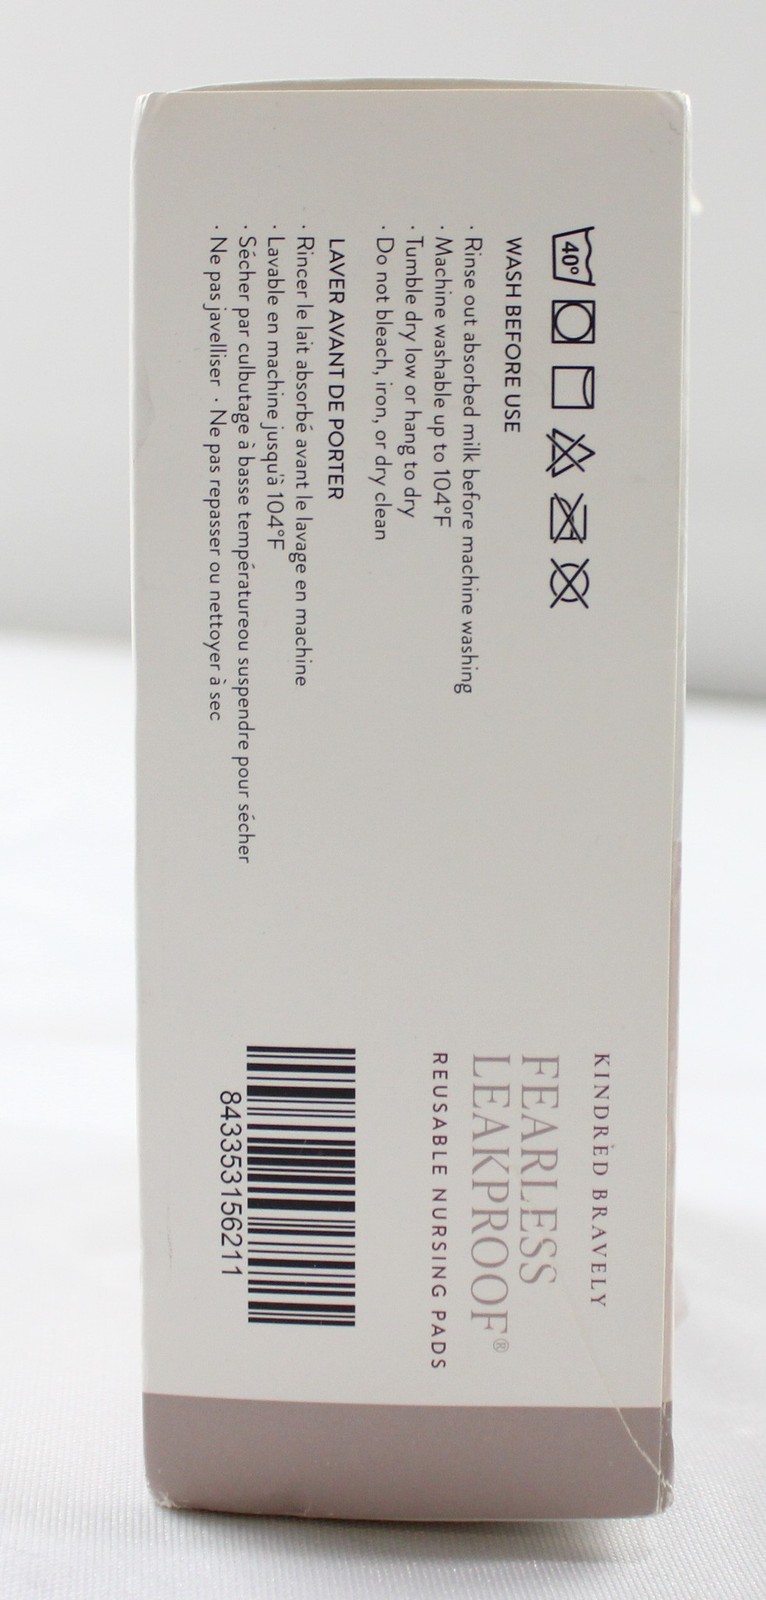 40°
WASH BEFORE USE
· Rinse out absorbed milk before machine washing
· Machine washable up to 104°F
· Tumble dry low or hang to dry
· Do not bleach, iron, or dry clean
LAVER AVANT DE PORTER
· Rincer le lait absorbé avant le lavage en machine
· Lavable en machine jusqu'à 104°F
· Sécher par culbutage à basse températureou suspendre pour sécher
· Ne pas javelliser · Ne pas repasser ou nettoyer à sec
KINDRED BRAVELY
FEARLESS
LEAKPROOF®
REUSABLE NURSING PADS
843353156211